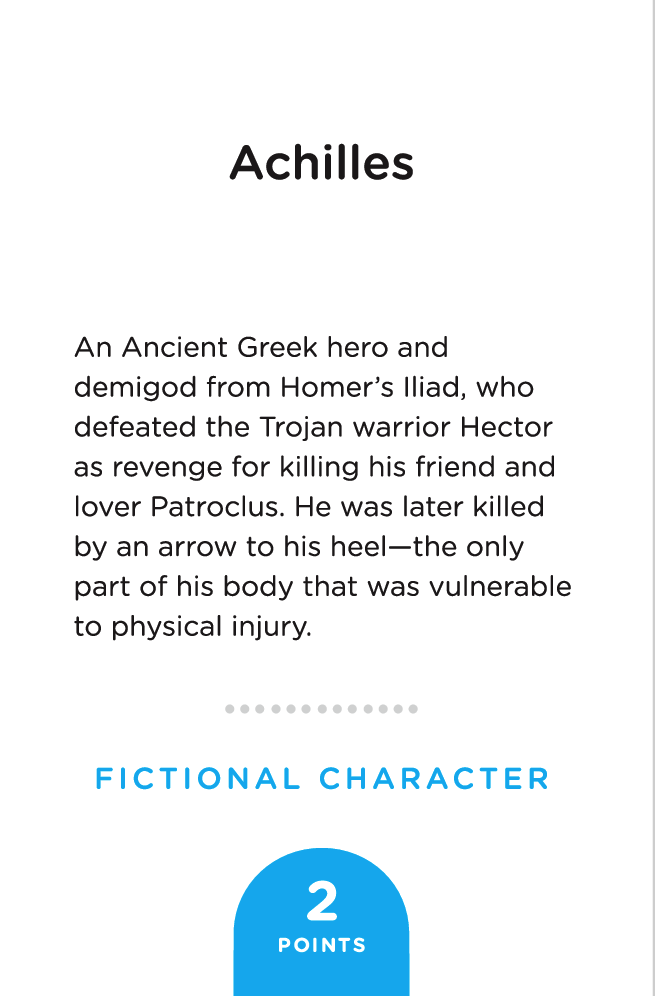 Achilles
An Ancient Greek hero and
demigod from Homer’s Iliad, who
defeated the Trojan warrior Hector
as revenge for killing his friend and
lover Patroclus. He was later killed
by an arrow to his heel—the only
part of his body that was vulnerable
to physical injury.
FICTIONAL CHARACTER
2
POINTS